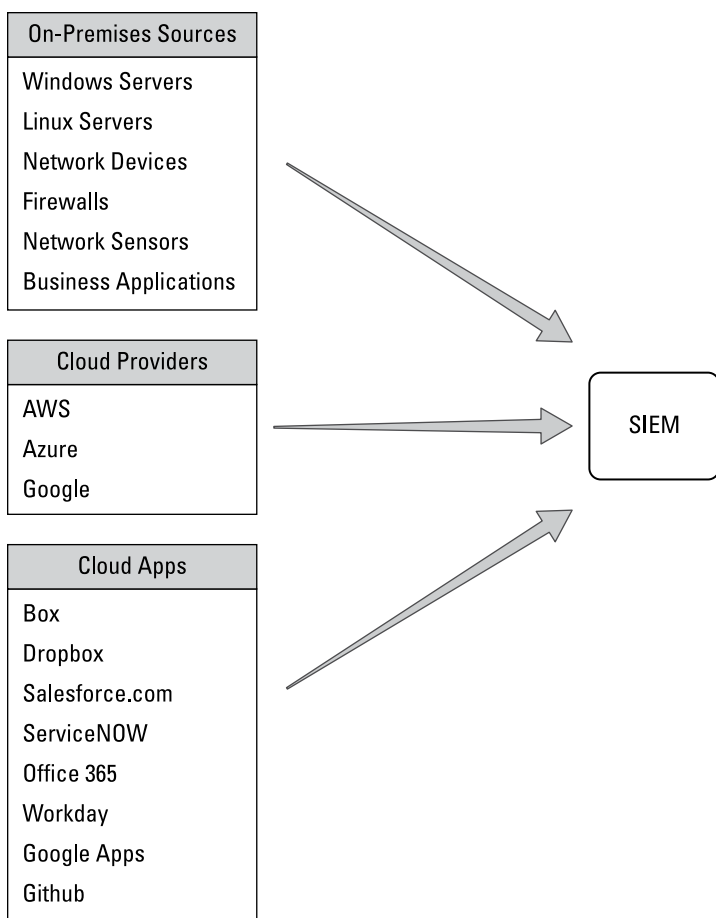 On-Premises Sources
Windows Servers
Linux Servers
Network Devices
Firewalls
Network Sensors
Business Applications
Cloud Providers
AWS
Azure
Google
Cloud Apps
Box
Dropbox
Salesforce.com
ServiceNOW
Office 365
Workday
Google Apps
Github
SIEM